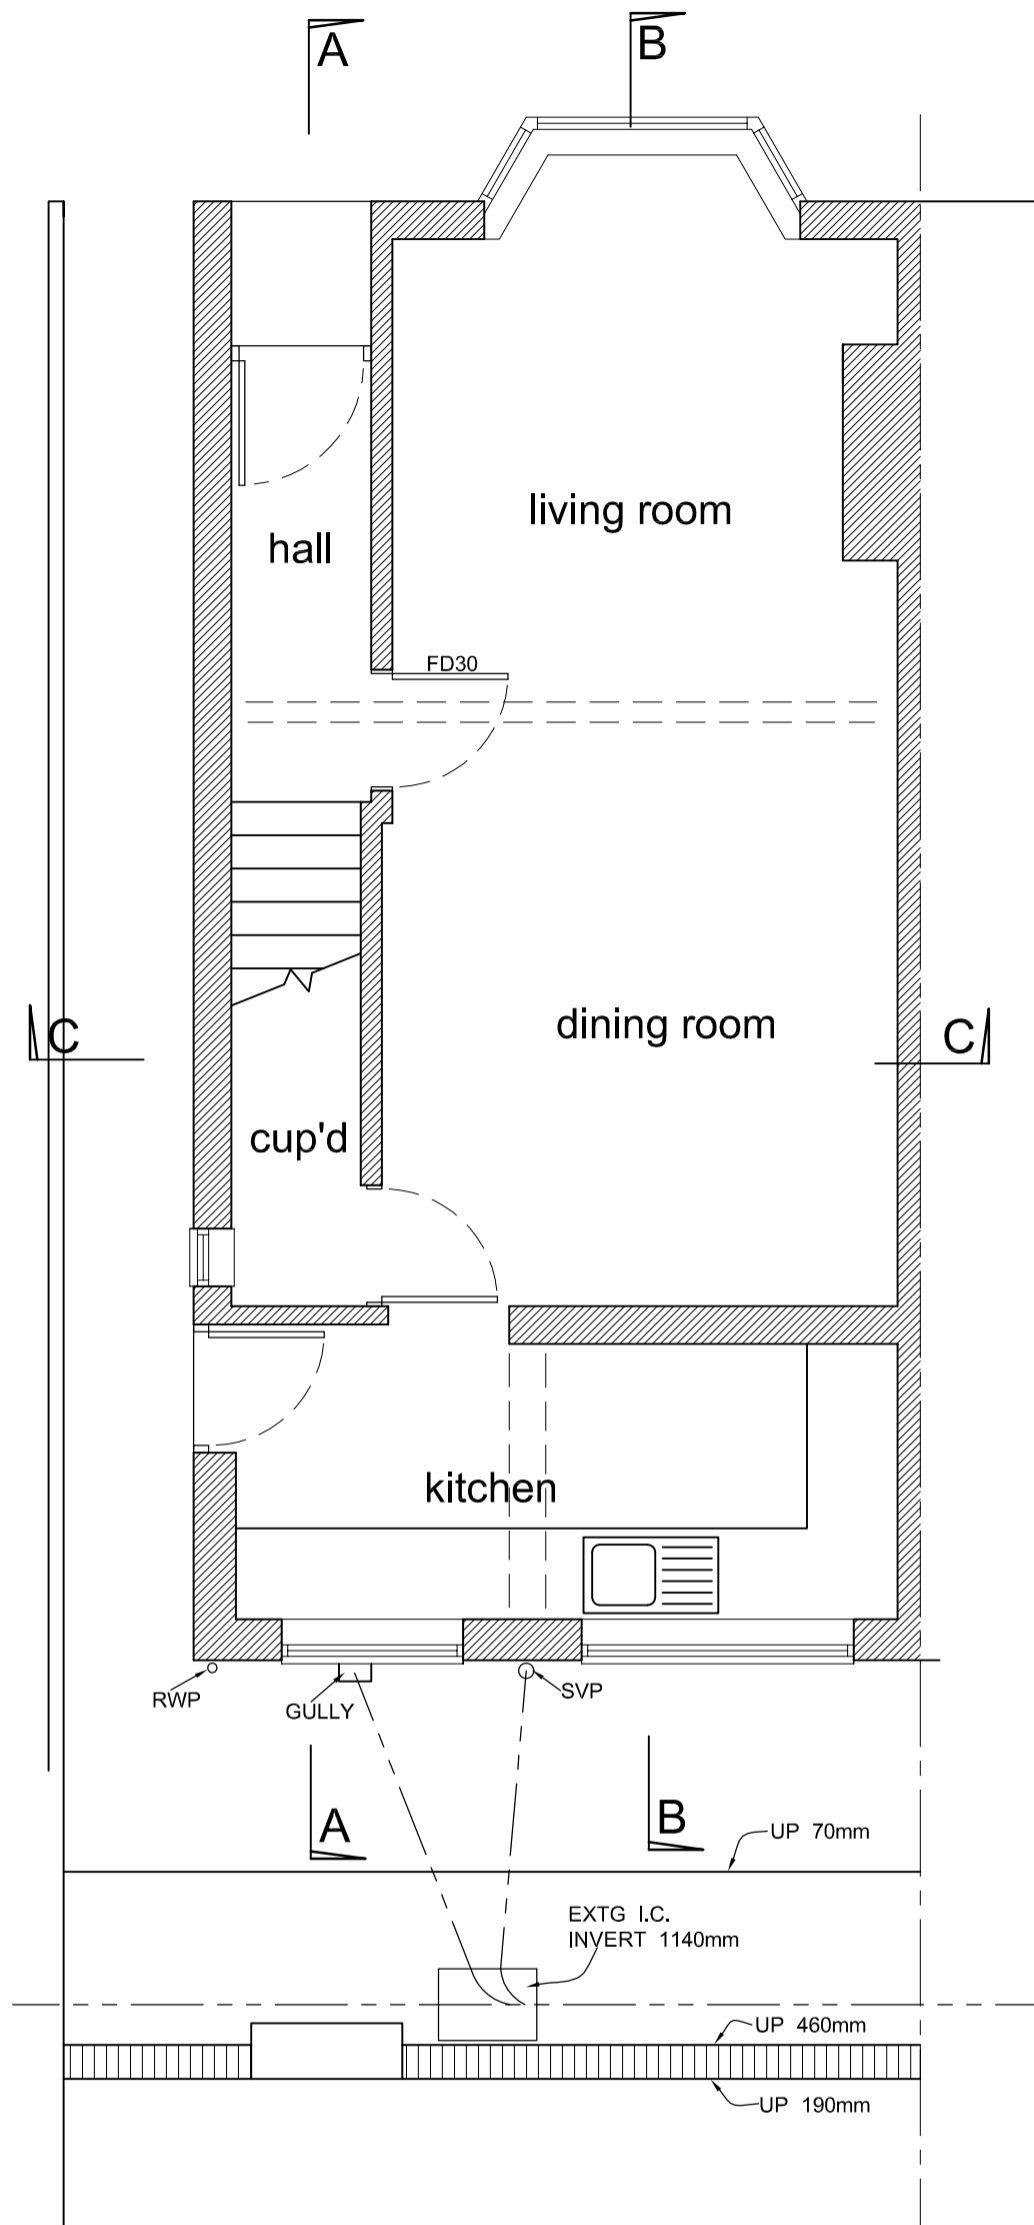 A
B
living room
hall
FD30
dining room
C
C
cup'd
kitchen
RWP
GULLY
SVP
A
B
UP 70mm
EXTG I.C.
INVERT 1140mm
UP 460mm
UP 190mm